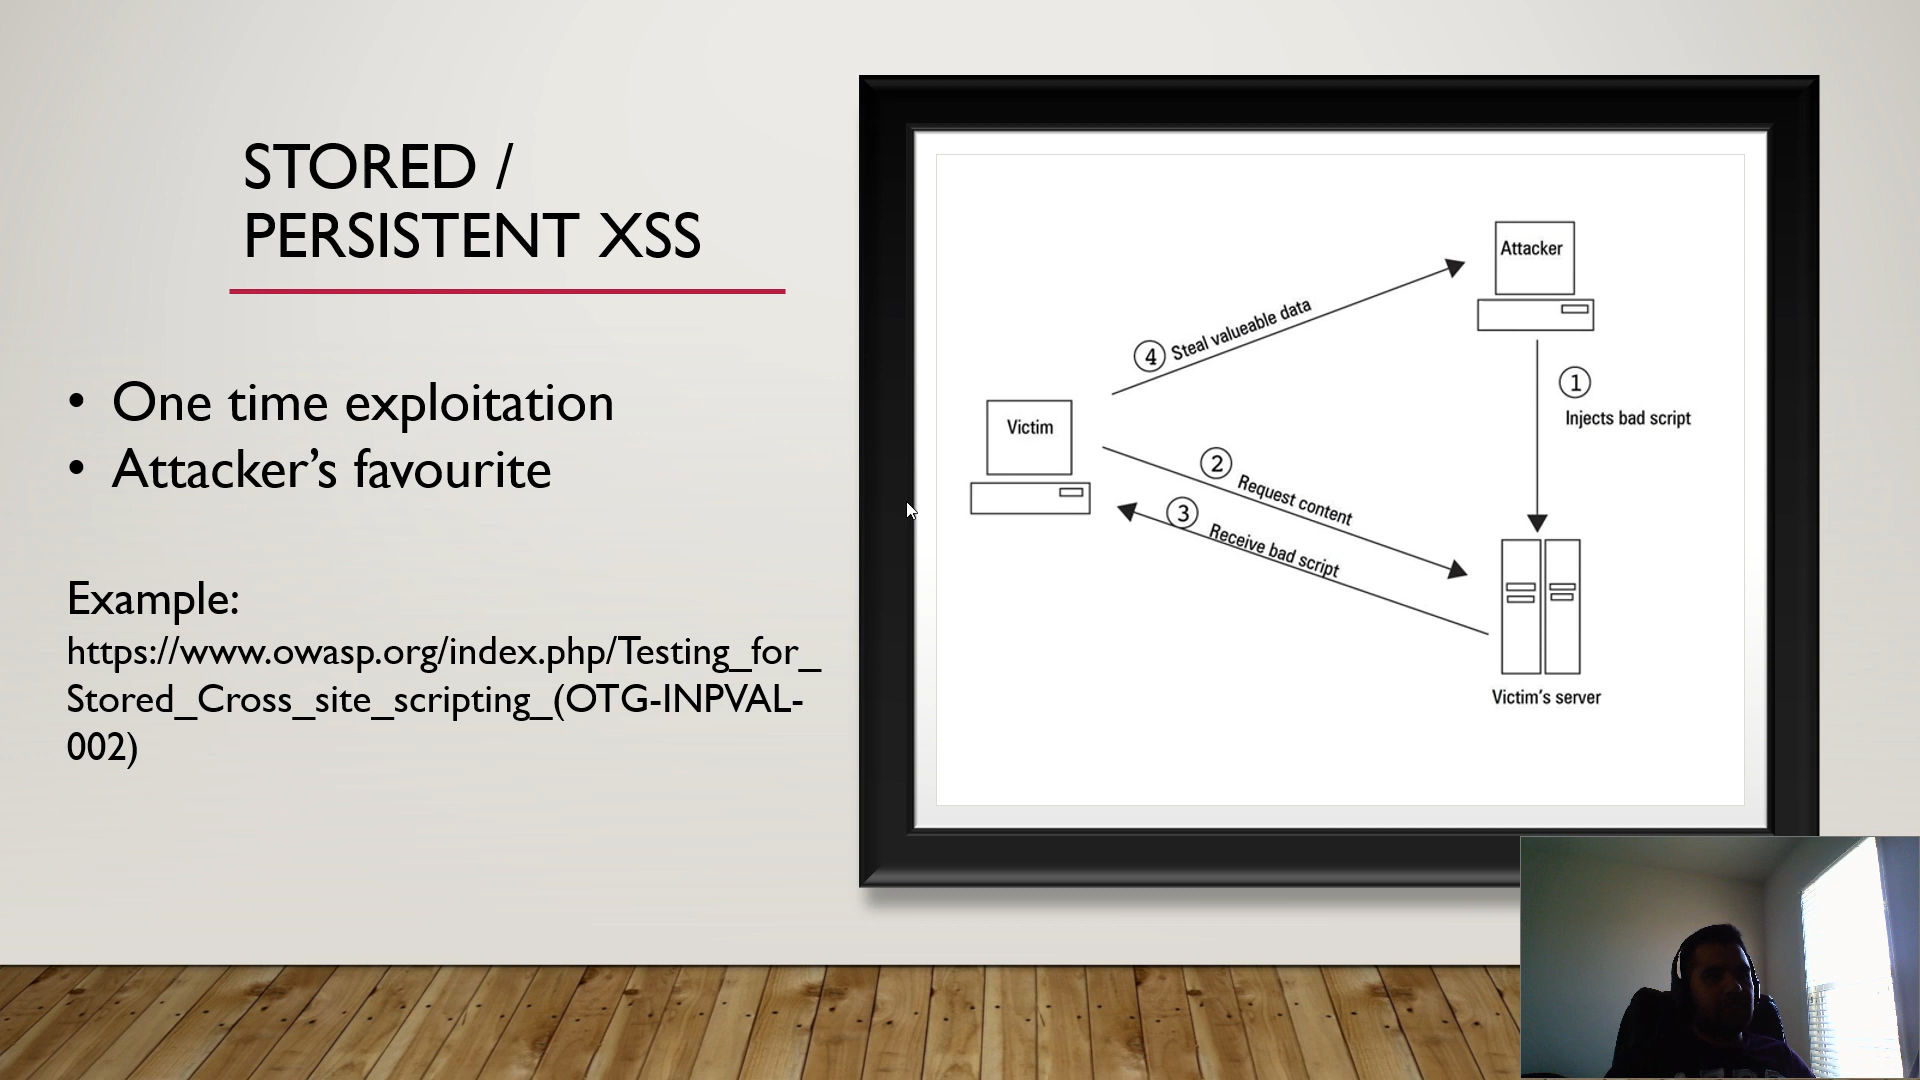 STORED /
PERSISTENT XSS
• One time exploitation
• Attacker’s favourite
Example:
https://www.owasp.org/index.php/Testing_for_
Stored_Cross_site_scripting_(OTG-INPVAL-
002)
Attacker
4 Steal valueable data
1
Injects bad script
Victim
2 Request content
3 Receive bad script
Victim’s server